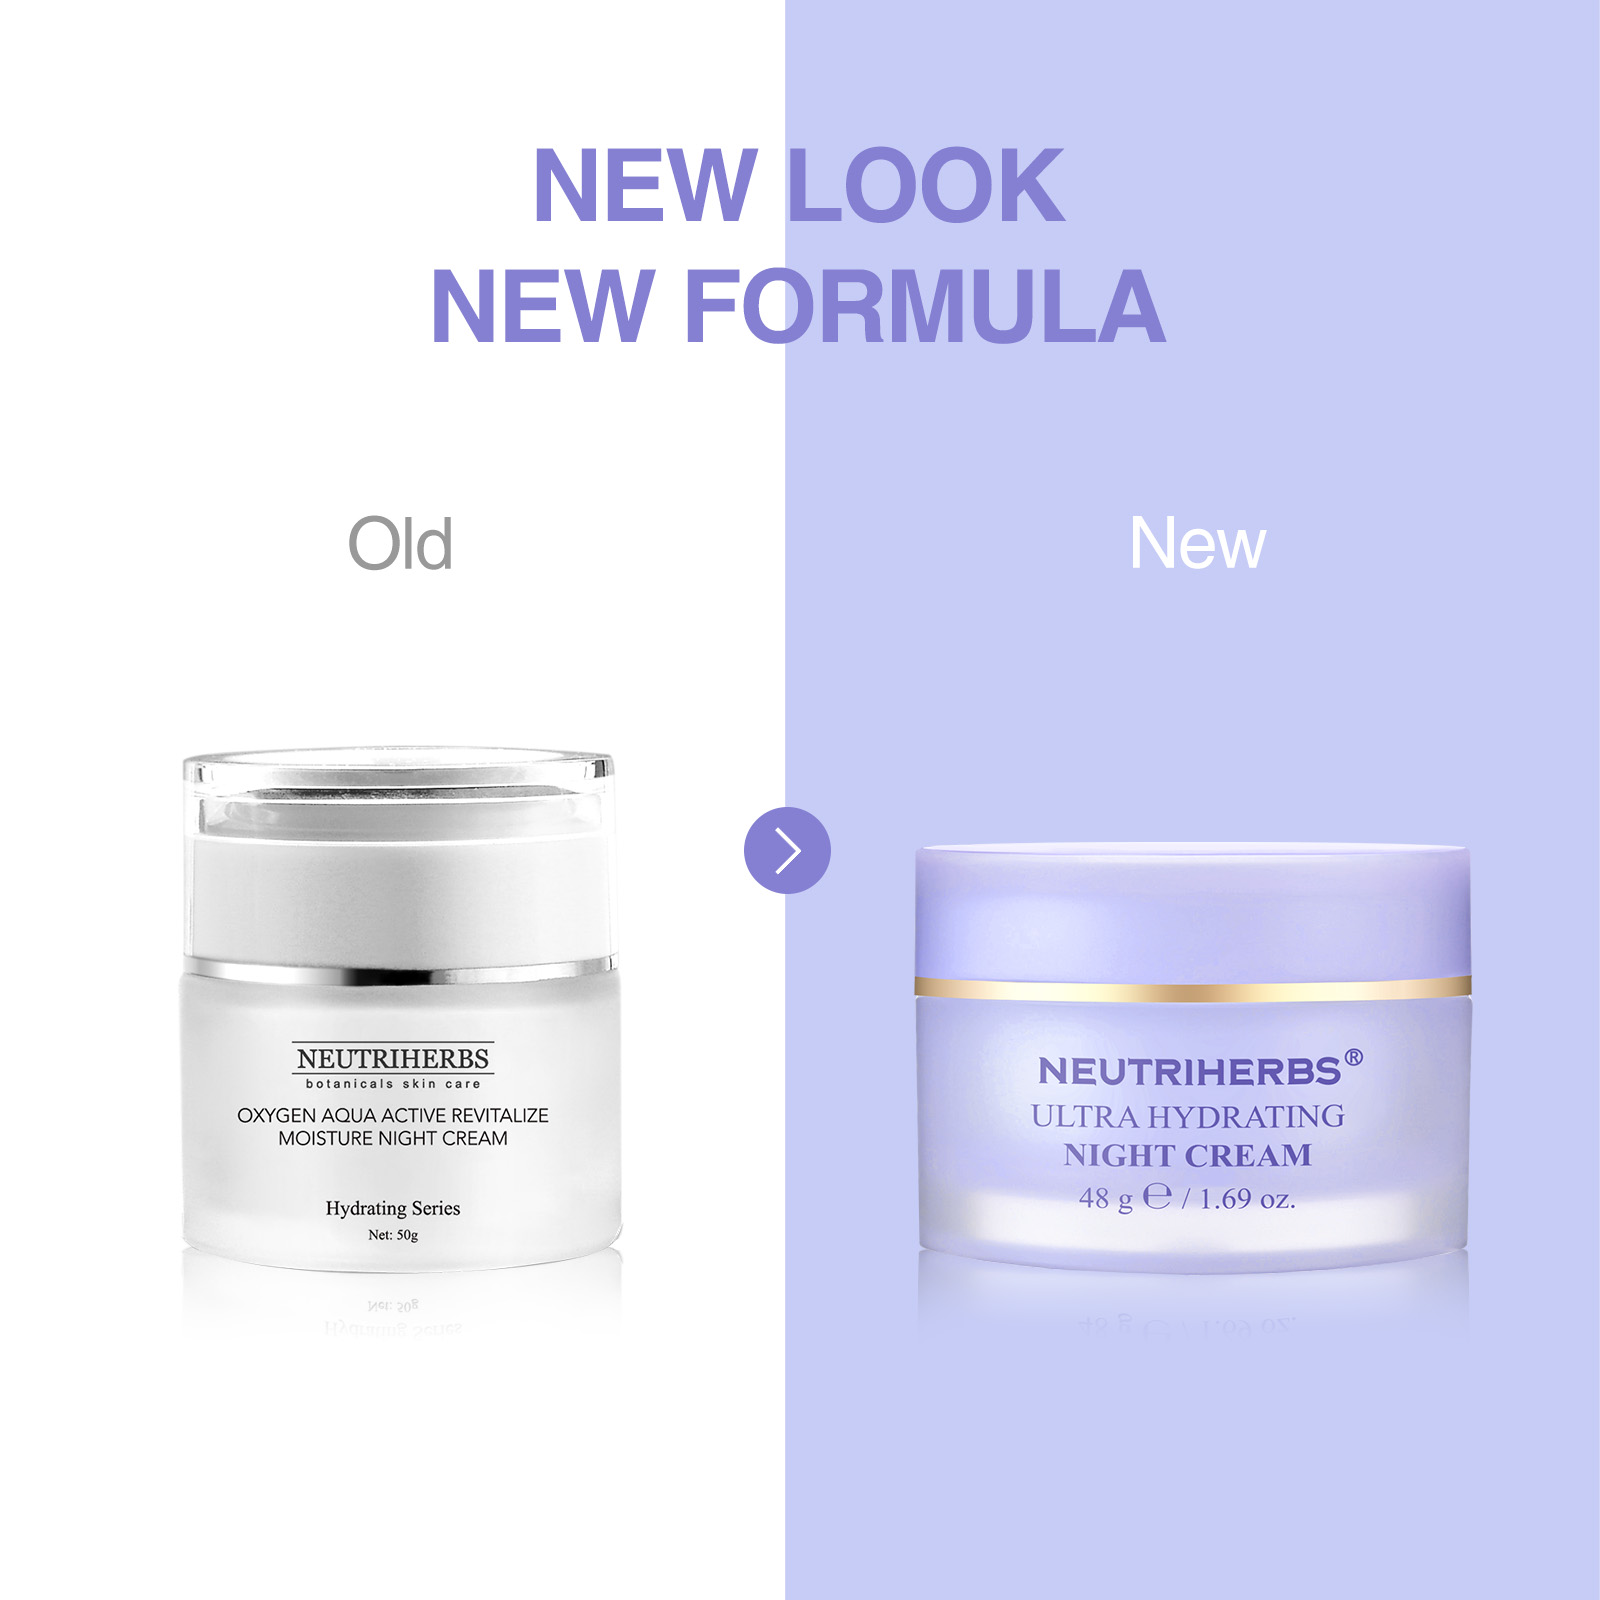 NEW LOOK
NEW FORMULA
Old
New
NEUTRIHERBS
botanicals skin care
OXYGEN AQUA ACTIVE REVITALIZE
MOISTURE NIGHT CREAM
Hydrating Series
Net: 50g
NEUTRIHERBS®
ULTRA HYDRATING
NIGHT CREAM
48 g ℮ / 1.69 oz.